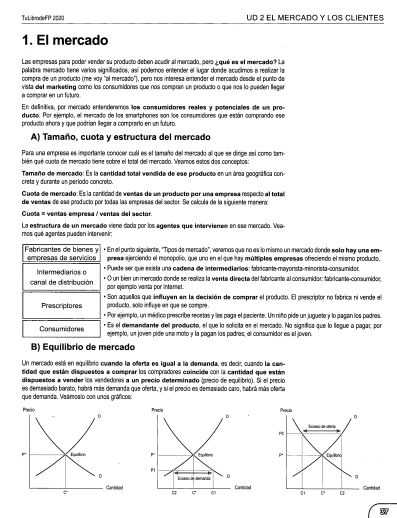 TuLibrodeFP 2020
UD 2 EL MERCADO Y LOS CLIENTES
1. El mercado
Las empresas para poder vender su producto deben acudir al mercado, pero ¿qué es el mercado? La
palabra mercado tiene varios significados, así podemos entender el lugar donde acudimos a realizar la
compra de un producto (me voy "al mercado"), pero nos interesa entender el mercado desde el punto de
vista del marketing como los consumidores que nos compran un producto o que nos lo pueden llegar
a comprar en un futuro.
En definitiva, por mercado entenderemos los consumidores reales y potenciales de un pro-
ducto. Por ejemplo, el mercado de los smartphones son los consumidores que están comprando ese
producto ahora y que podrían llegar a comprarlo en un futuro.
A) Tamaño, cuota y estructura del mercado
Para una empresa es importante conocer cuál es el tamaño del mercado al que se dirige así como tam-
bién qué cuota de mercado tiene sobre el total del mercado. Veamos estos dos conceptos:
Tamaño de mercado: Es la cantidad total vendida de ese producto en un área geográfica con-
creta y durante un período concreto.
Cuota de mercado: Es la cantidad de ventas de un producto por una empresa respecto al total
de ventas de ese producto por todas las empresas del sector. Se calcula de la siguiente manera:
Cuota = ventas empresa / ventas del sector.
La estructura de un mercado viene dada por los agentes que intervienen en ese mercado. Vea-
mos qué agentes pueden intervenir:
Fabricantes de bienes y
empresas de servicios
• En el punto siguiente, "Tipos de mercado", veremos que no es lo mismo un mercado donde solo hay una em-
presa ejerciendo el monopolio, que uno en el que hay múltiples empresas ofreciendo el mismo producto.
Intermediarios o
canal de distribución
• Puede ser que exista una cadena de intermediarios: fabricante-mayorista-minorista-consumidor.
• O un bien un mercado donde se realiza la venta directa del fabricante al consumidor: fabricante-consumidor,
por ejemplo venta por internet.
Prescriptores
• Son aquellos que influyen en la decisión de comprar el producto. El prescriptor no fabrica ni vende el
producto, solo influye en que se compre.
• Por ejemplo, un médico prescribe recetas y las paga el paciente. Un niño pide un juguete y lo pagan los padres.
Consumidores
• Es el demandante del producto, el que lo solicita en el mercado. No significa que lo llegue a pagar, por
ejemplo, un joven pide una moto y la pagan los padres; el consumidor es el joven.
B) Equilibrio de mercado
Un mercado está en equilibrio cuando la oferta es igual a la demanda, es decir, cuando la can-
tidad que están dispuestos a comprar los compradores coincide con la cantidad que están
dispuestos a vender los vendedores a un precio determinado (precio de equilibrio). Si el precio
es demasiado barato, habrá más demanda que oferta, y si el precio es demasiado caro, habrá más oferta
que demanda. Veámoslo con unos gráficos:
Precio
O
P*
Equilibrio
D
C*
Cantidad
Precio
O
P*
Equilibrio
P1
Exceso de demanda
D
C2 C* C1
Cantidad
Precio
O
P2
Exceso de oferta
P*
Equilibrio
D
C1 C* C2
Cantidad
37